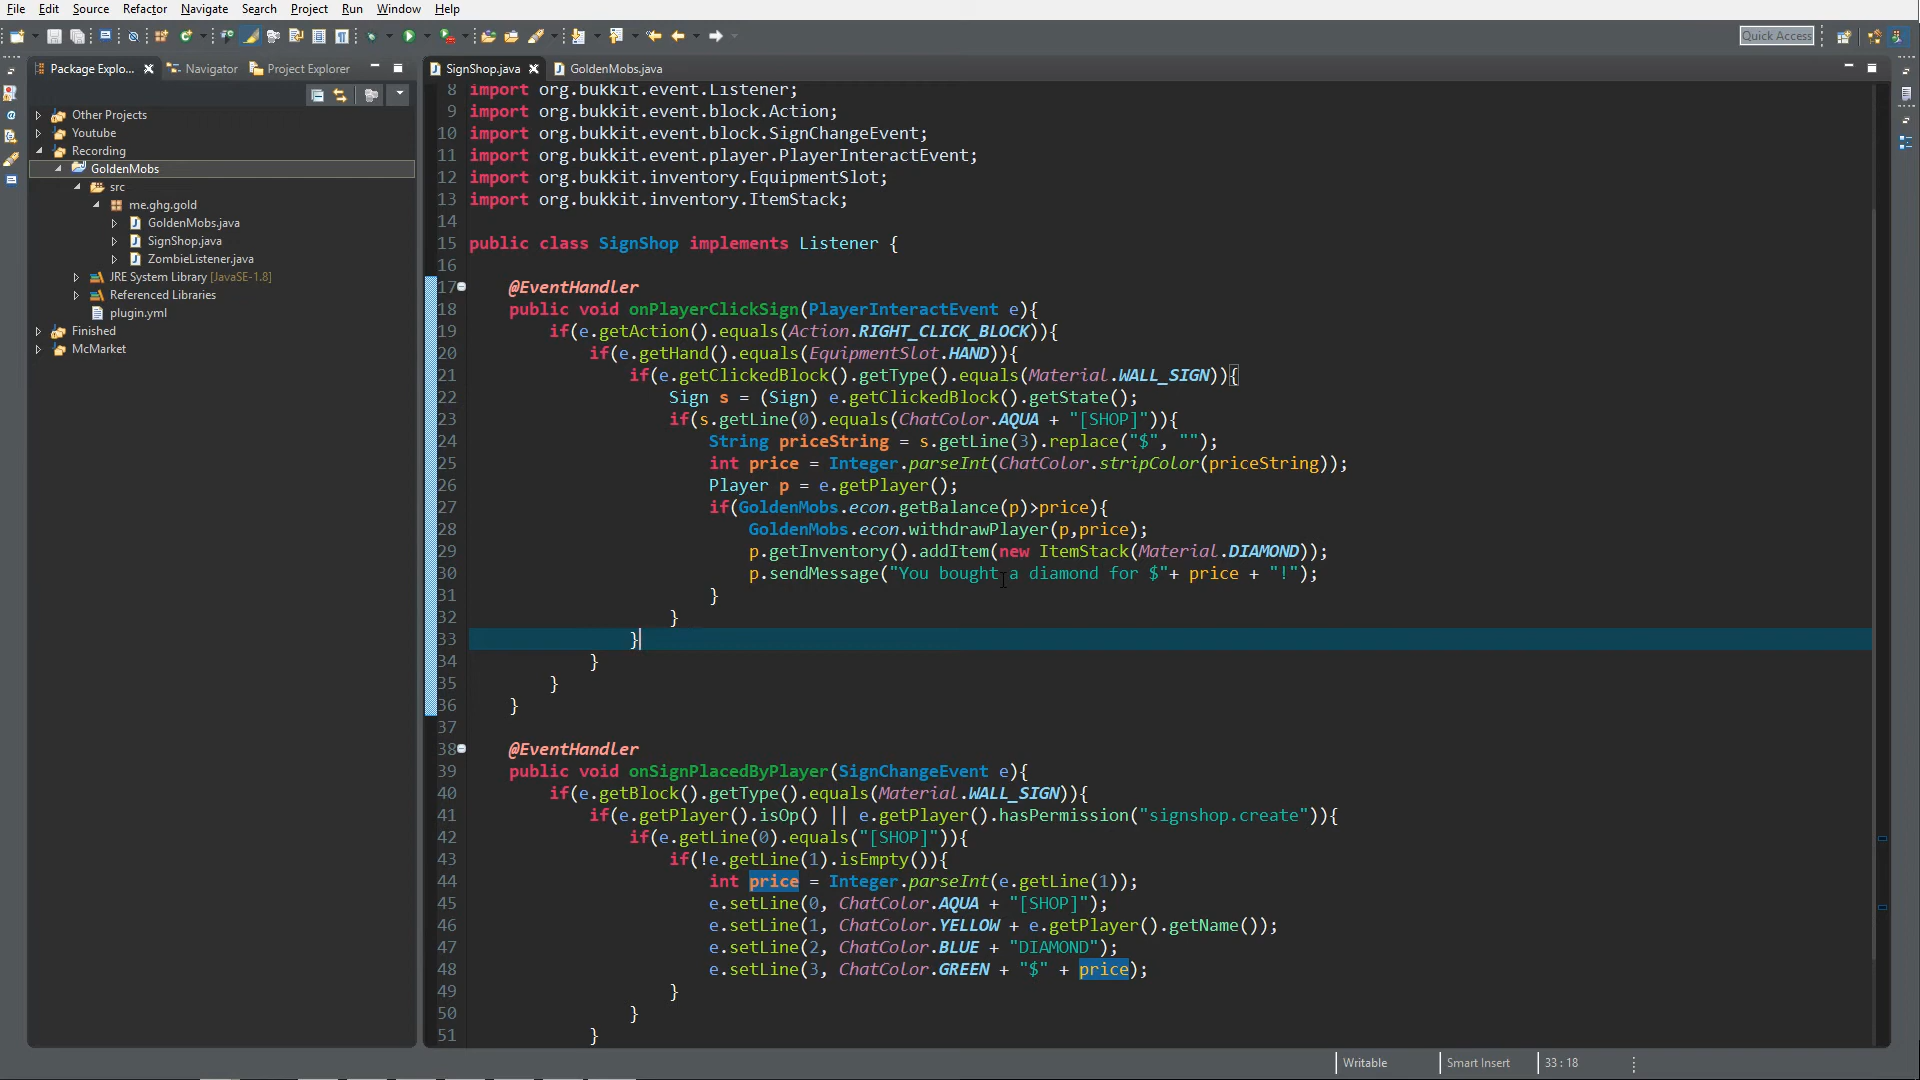 File Edit Source Refactor Navigate Search Project Run Window Help
Quick Access
Package Explo... Navigator Project Explorer
SignShop.java GoldenMobs.java
Other Projects
Youtube
Recording
GoldenMobs
src
me.ghg.gold
GoldenMobs.java
SignShop.java
ZombieListener.java
JRE System Library [JavaSE-1.8]
Referenced Libraries
plugin.yml
Finished
McMarket
8 import org.bukkit.event.Listener;
9 import org.bukkit.event.block.Action;
10 import org.bukkit.event.block.SignChangeEvent;
11 import org.bukkit.event.player.PlayerInteractEvent;
12 import org.bukkit.inventory.EquipmentSlot;
13 import org.bukkit.inventory.ItemStack;
14
15 public class SignShop implements Listener {
16
17 @EventHandler
18 public void onPlayerClickSign(PlayerInteractEvent e){
19 if(e.getAction().equals(Action.RIGHT_CLICK_BLOCK)){
20 if(e.getHand().equals(EquipmentSlot.HAND)){
21 if(e.getClickedBlock().getType().equals(Material.WALL_SIGN)){
22 Sign s = (Sign) e.getClickedBlock().getState();
23 if(s.getLine(0).equals(ChatColor.AQUA + "[SHOP]")){
24 String priceString = s.getLine(3).replace("$", "");
25 int price = Integer.parseInt(ChatColor.stripColor(priceString));
26 Player p = e.getPlayer();
27 if(GoldenMobs.econ.getBalance(p)>price){
28 GoldenMobs.econ.withdrawPlayer(p,price);
29 p.getInventory().addItem(new ItemStack(Material.DIAMOND));
30 p.sendMessage("You bought a diamond for $"+ price + "!");
31 }
32 }
33 }
34 }
35 }
36 }
37
38 @EventHandler
39 public void onSignPlacedByPlayer(SignChangeEvent e){
40 if(e.getBlock().getType().equals(Material.WALL_SIGN)){
41 if(e.getPlayer().isOp() || e.getPlayer().hasPermission("signshop.create")){
42 if(e.getLine(0).equals("[SHOP]")){
43 if(!e.getLine(1).isEmpty()){
44 int price = Integer.parseInt(e.getLine(1));
45 e.setLine(0, ChatColor.AQUA + "[SHOP]");
46 e.setLine(1, ChatColor.YELLOW + e.getPlayer().getName());
47 e.setLine(2, ChatColor.BLUE + "DIAMOND");
48 e.setLine(3, ChatColor.GREEN + "$" + price);
49 }
50 }
51 }
Writable Smart Insert 33 : 18